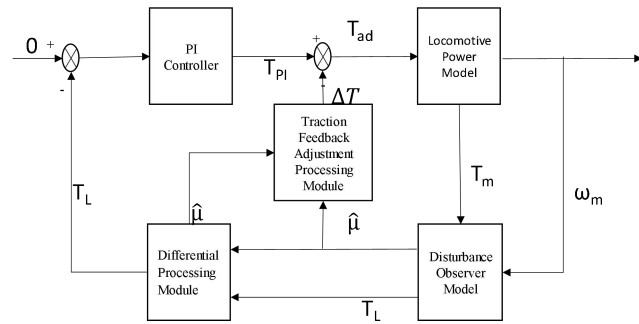 0
+
-
PI
Controller
T_PI
+
-
T_ad
Locomotive
Power
Model
ΔT
Traction
Feedback
Adjustment
Processing
Module
T_m
ω_m
T_L
μ̂
μ̂
Differential
Processing
Module
Disturbance
Observer
Model
T_L